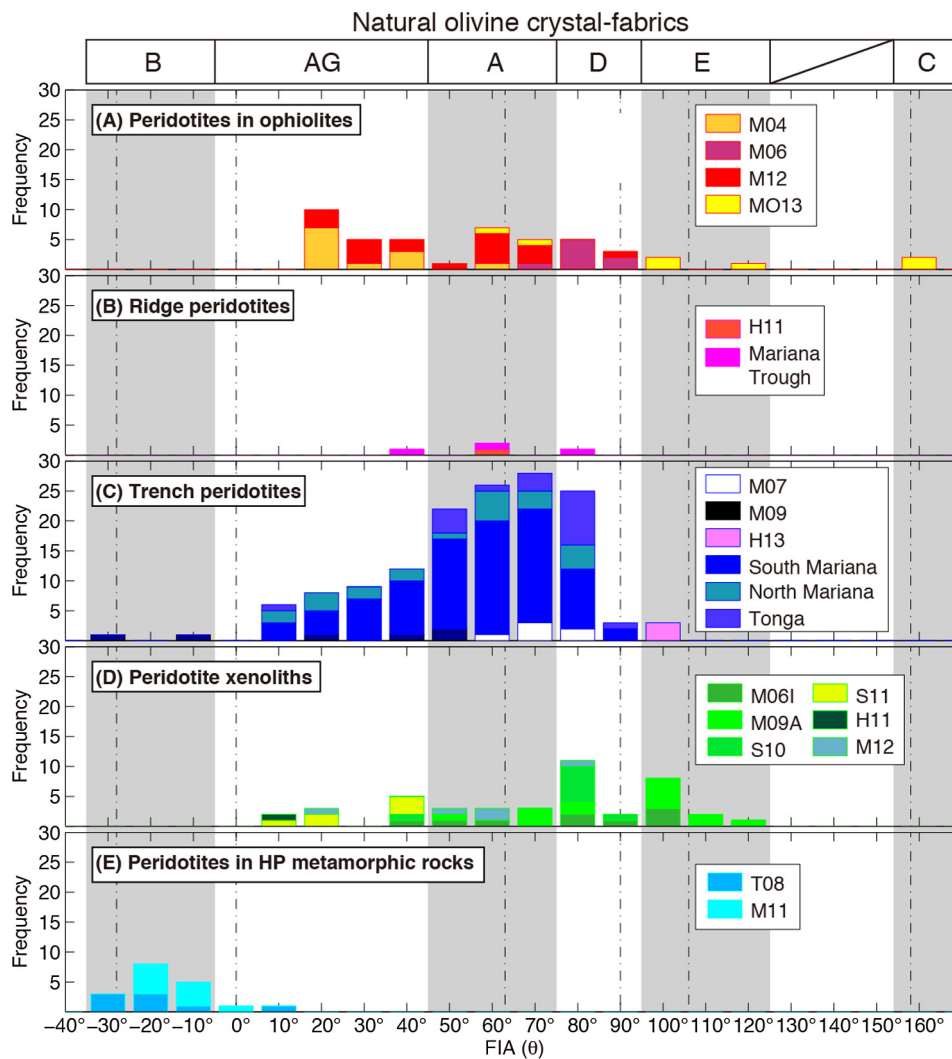 Natural olivine crystal-fabrics
B AG A D E C
30
25
20
15
10
5
Frequency
(A) Peridotites in ophiolites
M04
M06
M12
MO13
30
25
20
15
10
5
Frequency
(B) Ridge peridotites
H11
Mariana
Trough
30
25
20
15
10
5
Frequency
(C) Trench peridotites
M07
M09
H13
South Mariana
North Mariana
Tonga
30
25
20
15
10
5
Frequency
(D) Peridotite xenoliths
M06I S11
M09A H11
S10 M12
30
25
20
15
10
5
Frequency
(E) Peridotites in HP metamorphic rocks
T08
M11
−40° −30° −20° −10° 0° 10° 20° 30° 40° 50° 60° 70° 80° 90° 100° 110° 120° 130° 140° 150° 160°
FIA (θ)